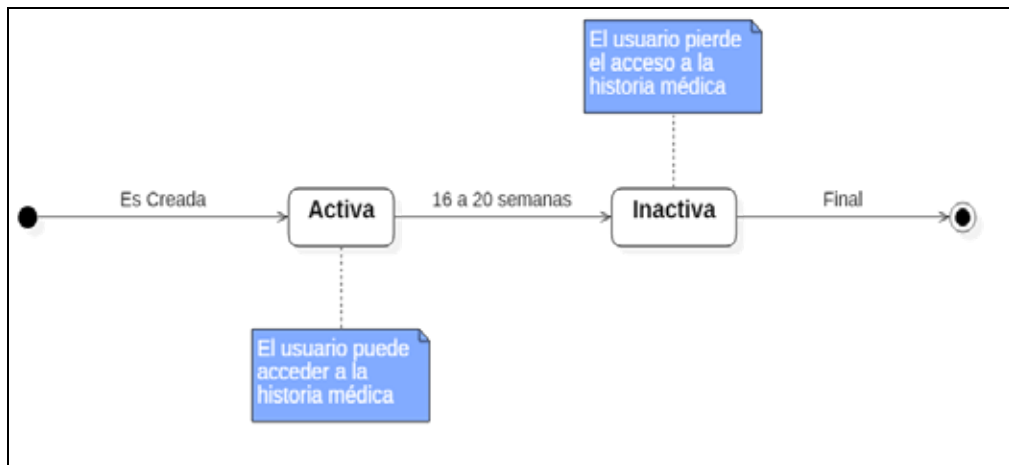 El usuario pierde
el acceso a la
historia médica
Es Creada
Activa
16 a 20 semanas
Inactiva
Final
El usuario puede
acceder a la
historia médica